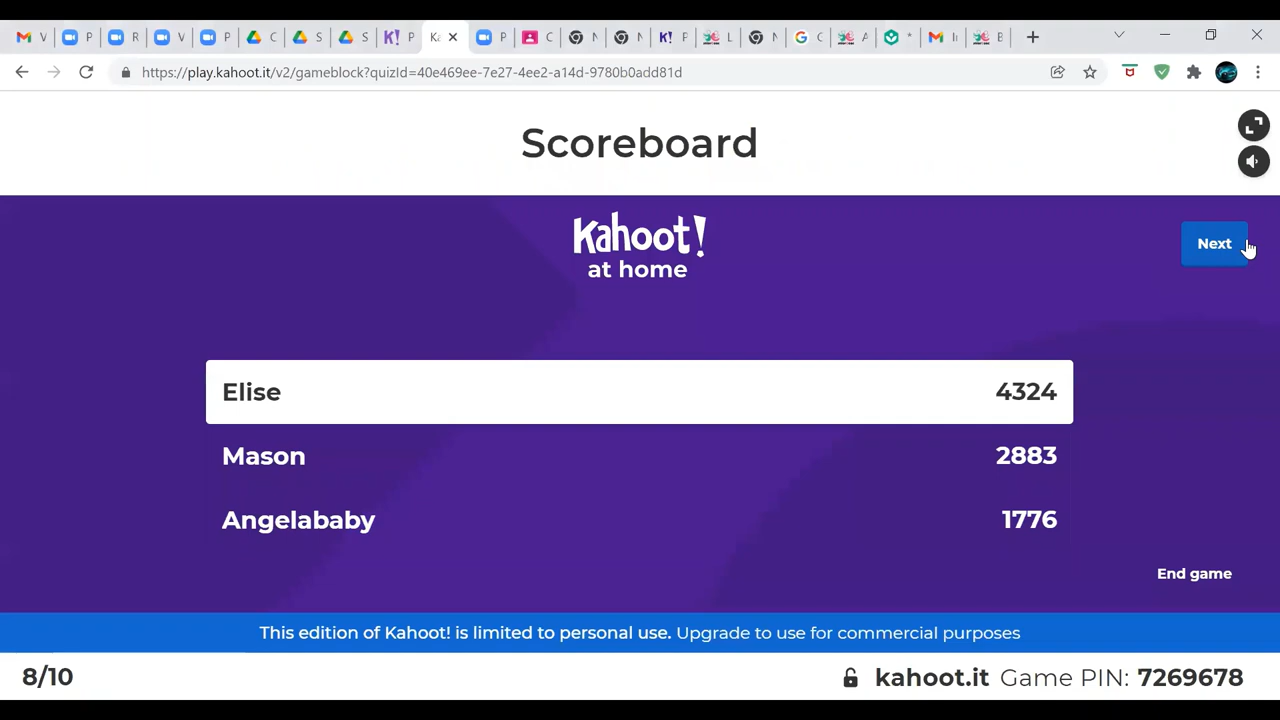 V P R V P C S S K! P Ka P C N N K! P L N C A * In B
https://play.kahoot.it/v2/gameblock?quizId=40e469ee-7e27-4ee2-a14d-9780b0add81d
Scoreboard
Kahoot!
at home
Next
Elise 4324
Mason 2883
Angelababy 1776
End game
This edition of Kahoot! is limited to personal use. Upgrade to use for commercial purposes
8/10 kahoot.it Game PIN: 7269678